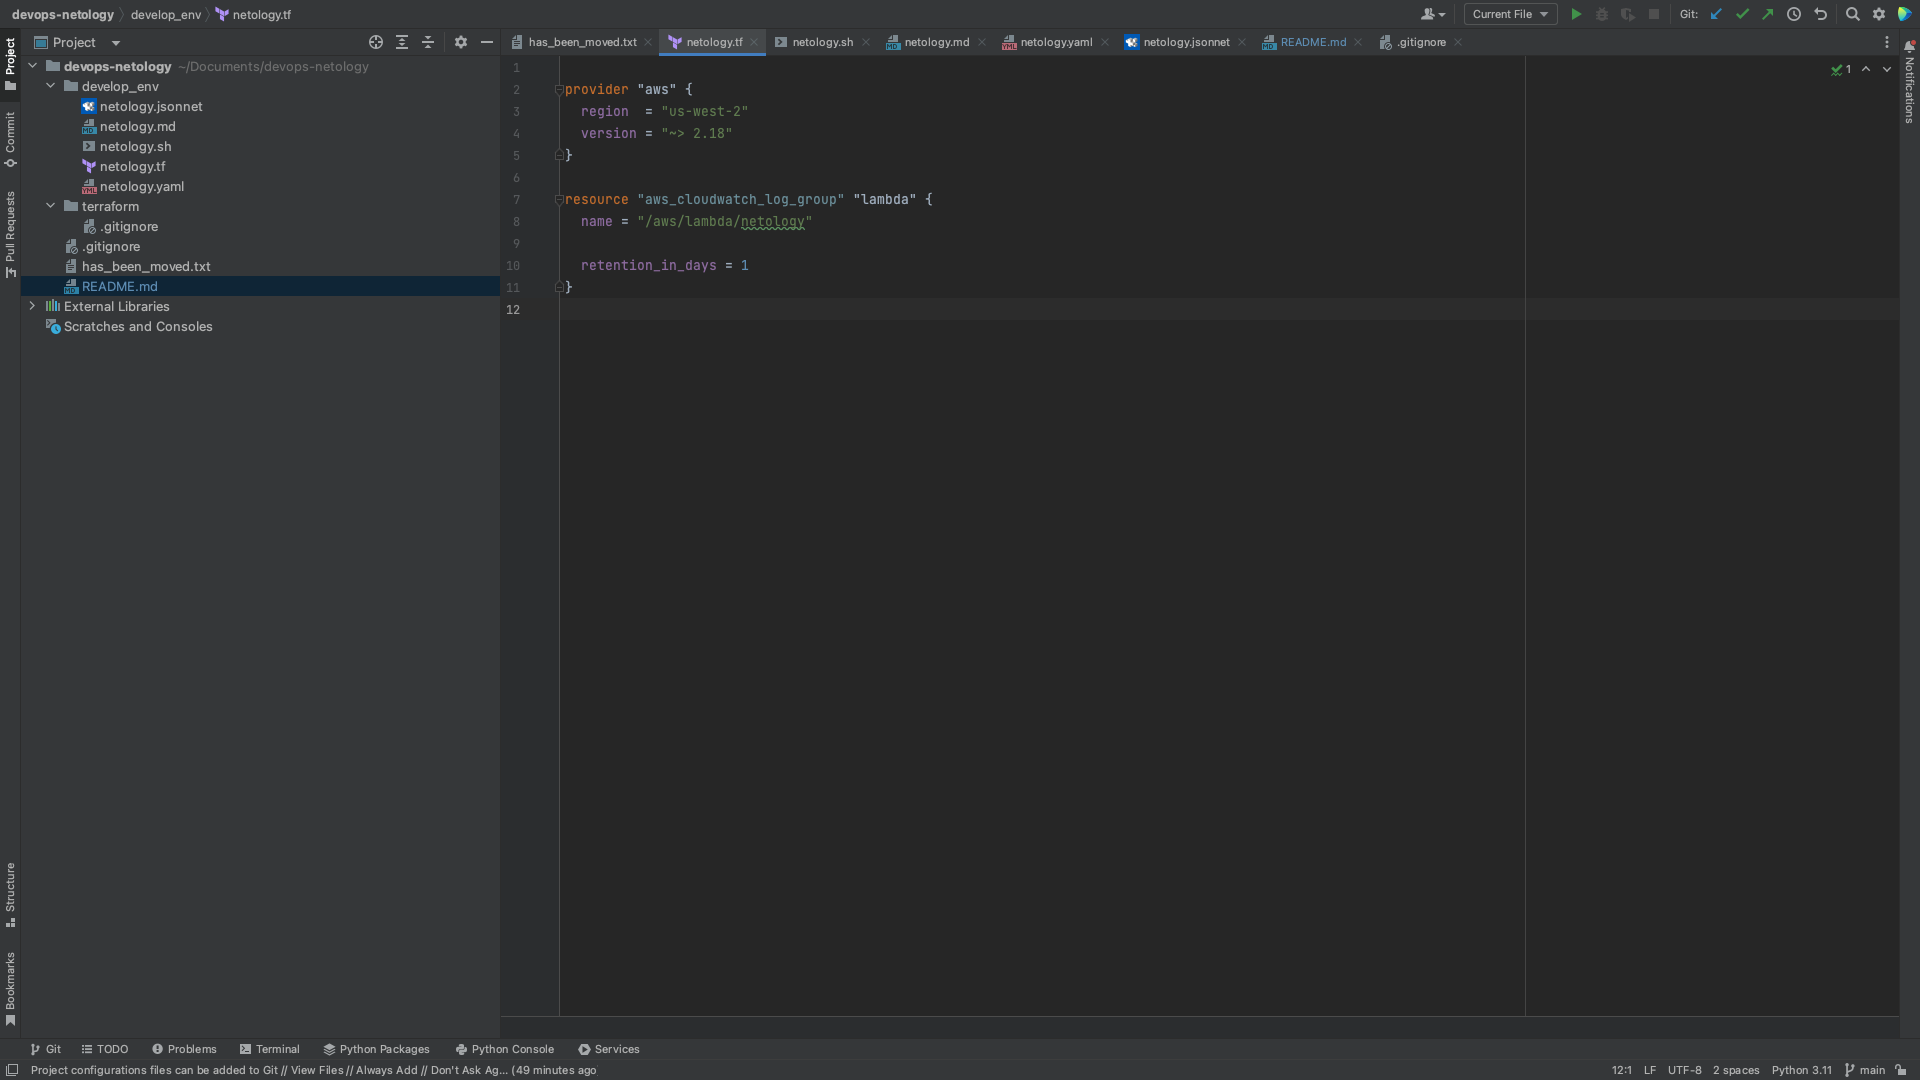 devops-netology develop_env netology.tf
Current File
Git:
Project
has_been_moved.txt netology.tf netology.sh netology.md netology.yaml netology.jsonnet README.md .gitignore
Project
Commit
Pull Requests
Structure
Bookmarks
Notifications
devops-netology ~/Documents/devops-netology
develop_env
netology.jsonnet
netology.md
netology.sh
netology.tf
netology.yaml
terraform
.gitignore
.gitignore
has_been_moved.txt
README.md
External Libraries
Scratches and Consoles
1
1
2 provider "aws" {
3 region  = "us-west-2"
4 version = "~> 2.18"
5 }
6
7 resource "aws_cloudwatch_log_group" "lambda" {
8 name = "/aws/lambda/netology"
9
10 retention_in_days = 1
11 }
12
Git TODO Problems Terminal Python Packages Python Console Services
Project configurations files can be added to Git // View Files // Always Add // Don't Ask Ag... (49 minutes ago
12:1 LF UTF-8 2 spaces Python 3.11 main